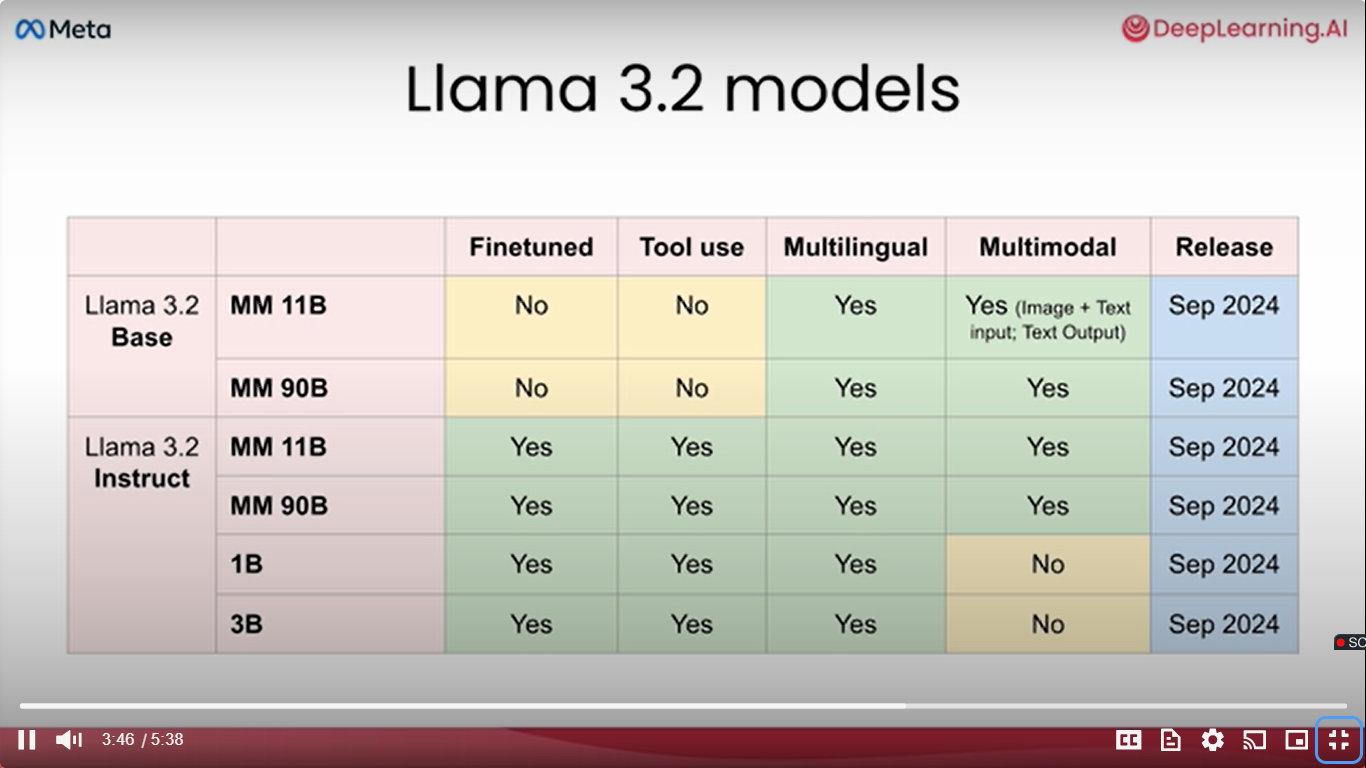 Meta
DeepLearning.AI
Llama 3.2 models
Finetuned Tool use Multilingual Multimodal Release
Llama 3.2 Base MM 11B No No Yes Yes (Image + Text input; Text Output) Sep 2024
MM 90B No No Yes Yes Sep 2024
Llama 3.2 Instruct MM 11B Yes Yes Yes Yes Sep 2024
MM 90B Yes Yes Yes Yes Sep 2024
1B Yes Yes Yes No Sep 2024
3B Yes Yes Yes No Sep 2024
SC
3:46 / 5:38
CC